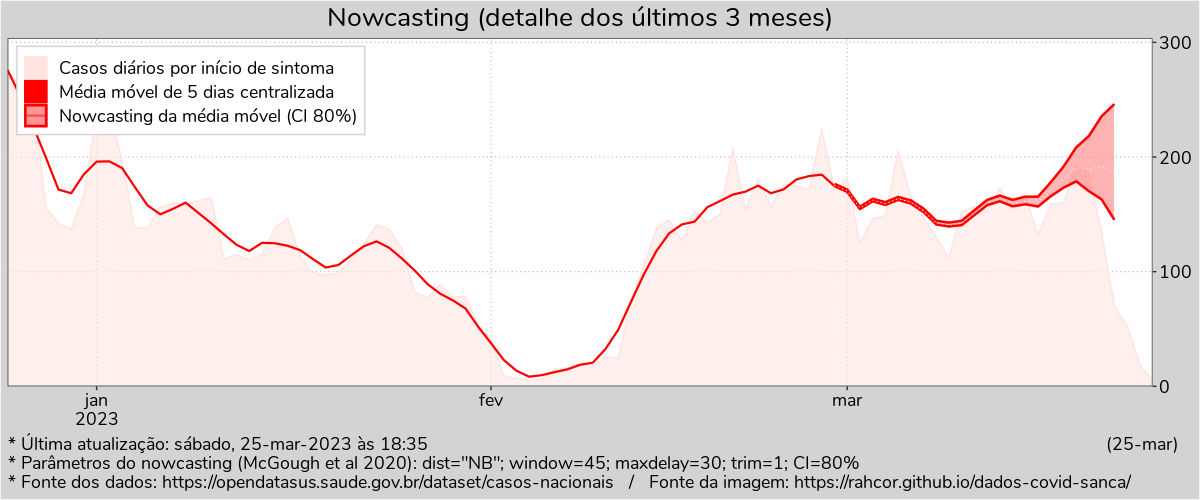 Nowcasting (detalhe dos últimos 3 meses)
Casos diários por início de sintoma
Média móvel de 5 dias centralizada
Nowcasting da média móvel (CI 80%)
300
200
100
0
jan
2023
fev
mar
* Última atualização: sábado, 25-mar-2023 às 18:35
(25-mar)
* Parâmetros do nowcasting (McGough et al 2020): dist="NB"; window=45; maxdelay=30; trim=1; CI=80%
* Fonte dos dados: https://opendatasus.saude.gov.br/dataset/casos-nacionais / Fonte da imagem: https://rahcor.github.io/dados-covid-sanca/